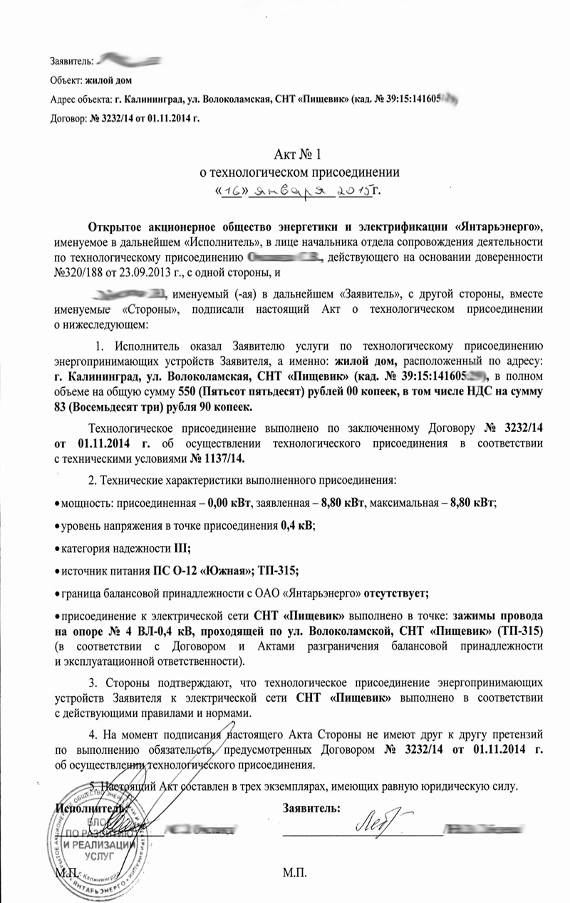 Заявитель:
Объект: жилой дом
Адрес объекта: г. Калининград, ул. Волоколамская, СНТ «Пищевик» (кад. № 39:15:141605
Договор: № 3232/14 от 01.11.2014 г.
Акт № 1
о технологическом присоединении
«16» января 2015г.
Открытое акционерное общество энергетики и электрификации «Янтарьэнерго»,
именуемое в дальнейшем «Исполнитель», в лице начальника отдела сопровождения деятельности
по технологическому присоединению , действующего на основании доверенности
№320/188 от 23.09.2013 г., с одной стороны, и
, именуемый (-ая) в дальнейшем «Заявитель», с другой стороны, вместе
именуемые «Стороны», подписали настоящий Акт о технологическом присоединении
о нижеследующем:
1. Исполнитель оказал Заявителю услуги по технологическому присоединению
энергопринимающих устройств Заявителя, а именно: жилой дом, расположенный по адресу:
г. Калининград, ул. Волоколамская, СНТ «Пищевик» (кад. № 39:15:141605 ), в полном
объеме на общую сумму 550 (Пятьсот пятьдесят) рублей 00 копеек, в том числе НДС на сумму
83 (Восемьдесят три) рубля 90 копеек.
Технологическое присоединение выполнено по заключенному Договору № 3232/14
от 01.11.2014 г. об осуществлении технологического присоединения в соответствии
с техническими условиями № 1137/14.
2. Технические характеристики выполненного присоединения:
•мощность: присоединенная – 0,00 кВт, заявленная – 8,80 кВт, максимальная – 8,80 кВт;
•уровень напряжения в точке присоединения 0,4 кВ;
•категория надежности III;
•источник питания ПС О-12 «Южная»; ТП-315;
•граница балансовой принадлежности с ОАО «Янтарьэнерго» отсутствует;
•присоединение к электрической сети СНТ «Пищевик» выполнено в точке: зажимы провода
на опоре № 4 ВЛ-0,4 кВ, проходящей по ул. Волоколамской, СНТ «Пищевик» (ТП-315)
(в соответствии с Договором и Актами разграничения балансовой принадлежности
и эксплуатационной ответственности).
3. Стороны подтверждают, что технологическое присоединение энергопринимающих
устройств Заявителя к электрической сети СНТ «Пищевик» выполнено в соответствии
с действующими правилами и нормами.
4. На момент подписания настоящего Акта Стороны не имеют друг к другу претензий
по выполнению обязательств, предусмотренных Договором № 3232/14 от 01.11.2014 г.
об осуществлении технологического присоединения.
5. Настоящий Акт составлен в трех экземплярах, имеющих равную юридическую силу.
Исполнитель: Заявитель:
БЛОК
ПО РАЗВИТИЮ
И РЕАЛИЗАЦИИ
УСЛУГ
г. Калининград
«ЯНТАРЬЭНЕРГО»
М.П. М.П.